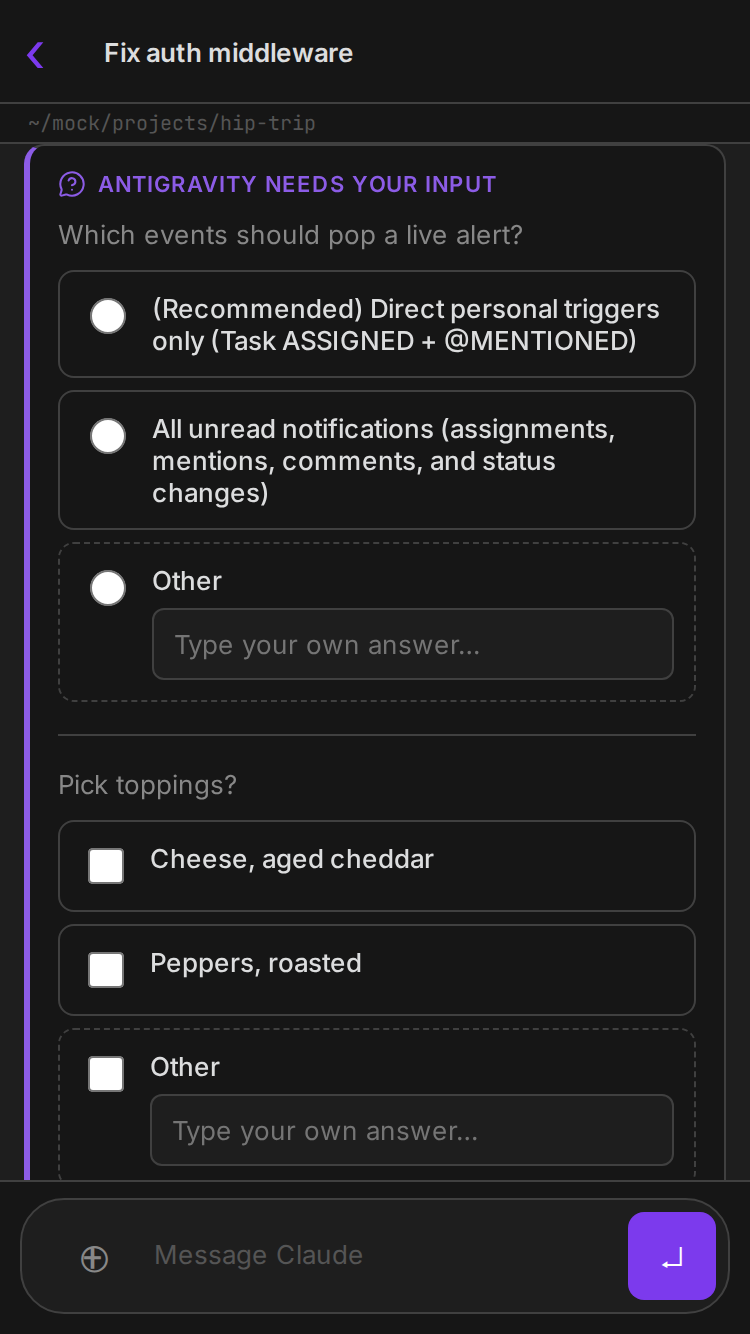 Fix auth middleware
~/mock/projects/hip-trip
ANTIGRAVITY NEEDS YOUR INPUT
Which events should pop a live alert?
(Recommended) Direct personal triggers
only (Task ASSIGNED + @MENTIONED)
All unread notifications (assignments,
mentions, comments, and status
changes)
Other
Type your own answer...
Pick toppings?
Cheese, aged cheddar
Peppers, roasted
Other
Type your own answer...
Message Claude